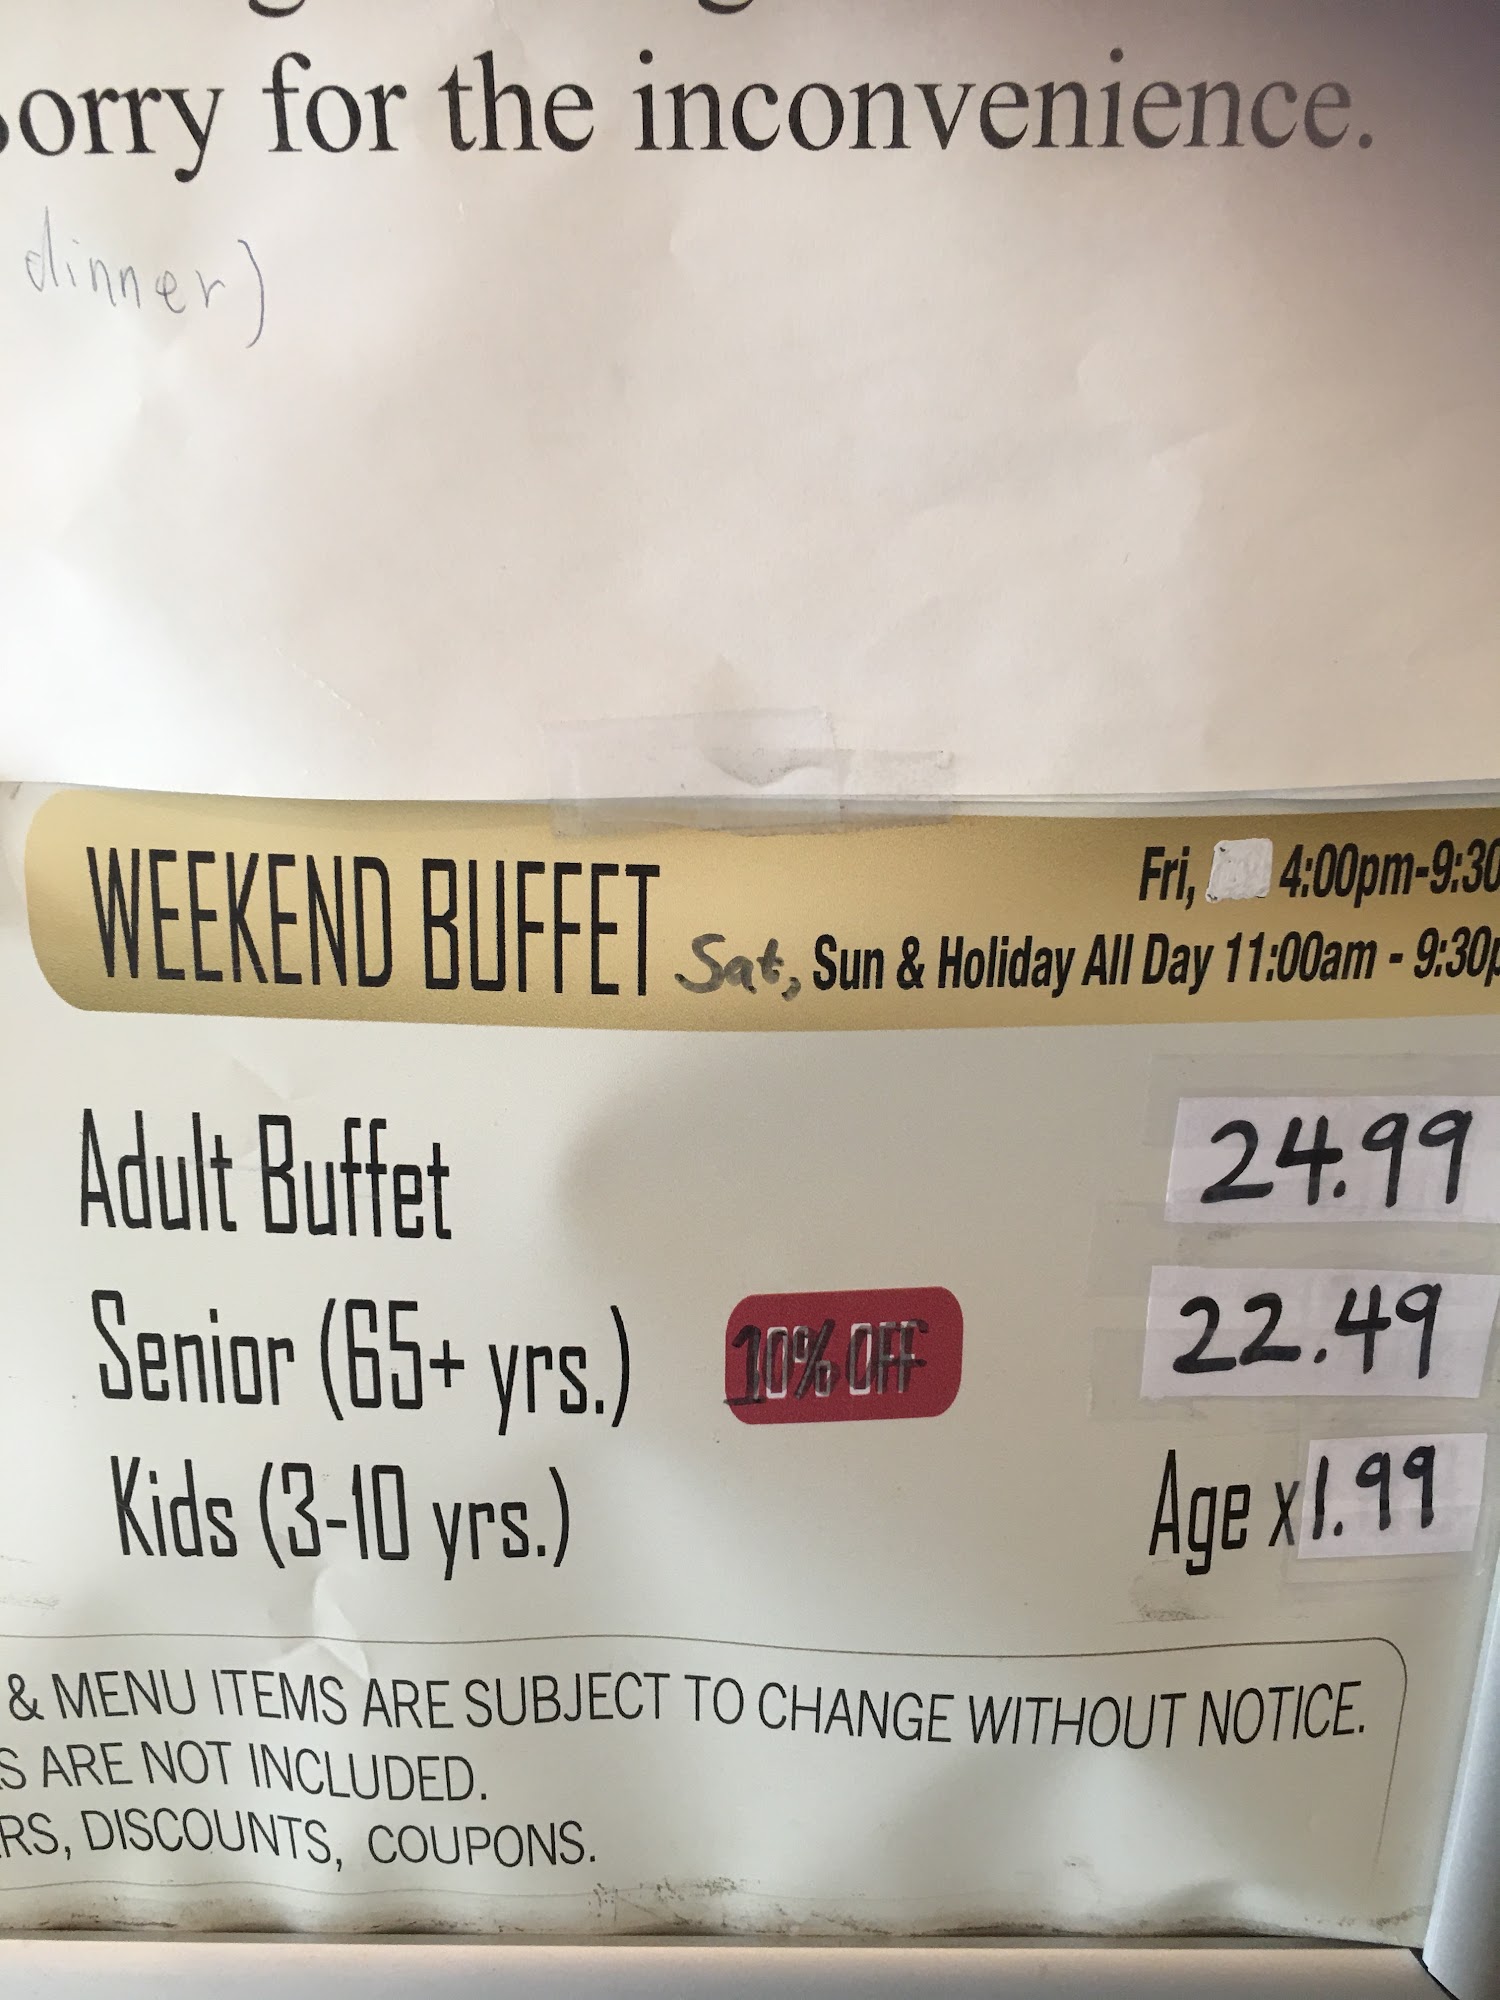 orry for the inconvenience.
dinner)
WEEKEND BUFFET
Fri, 4:00pm-9:30
Sat, Sun & Holiday All Day 11:00am - 9:30p
Adult Buffet 24.99
Senior (65+ yrs.) 10% OFF 22.49
Kids (3-10 yrs.) Age x1.99
& MENU ITEMS ARE SUBJECT TO CHANGE WITHOUT NOTICE.
S ARE NOT INCLUDED.
RS, DISCOUNTS, COUPONS.